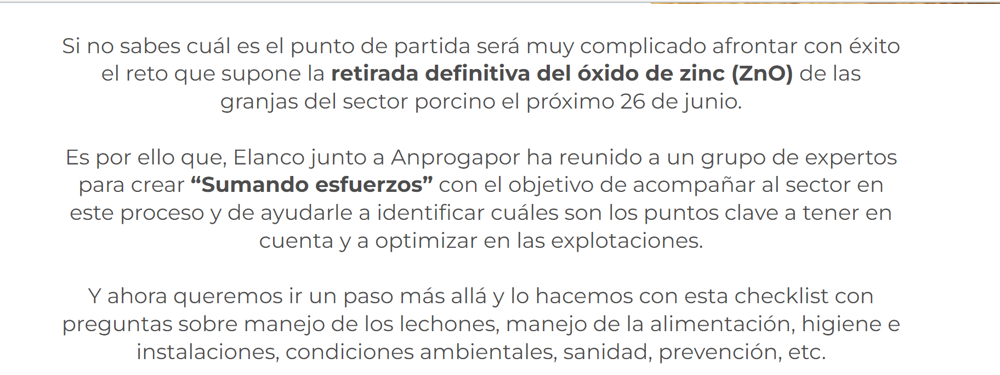 Si no sabes cuál es el punto de partida será muy complicado afrontar con éxito
el reto que supone la retirada definitiva del óxido de zinc (ZnO) de las
granjas del sector porcino el próximo 26 de junio.
Es por ello que, Elanco junto a Anprogapor ha reunido a un grupo de expertos
para crear “Sumando esfuerzos” con el objetivo de acompañar al sector en
este proceso y de ayudarle a identificar cuáles son los puntos clave a tener en
cuenta y a optimizar en las explotaciones.
Y ahora queremos ir un paso más allá y lo hacemos con esta checklist con
preguntas sobre manejo de los lechones, manejo de la alimentación, higiene e
instalaciones, condiciones ambientales, sanidad, prevención, etc.